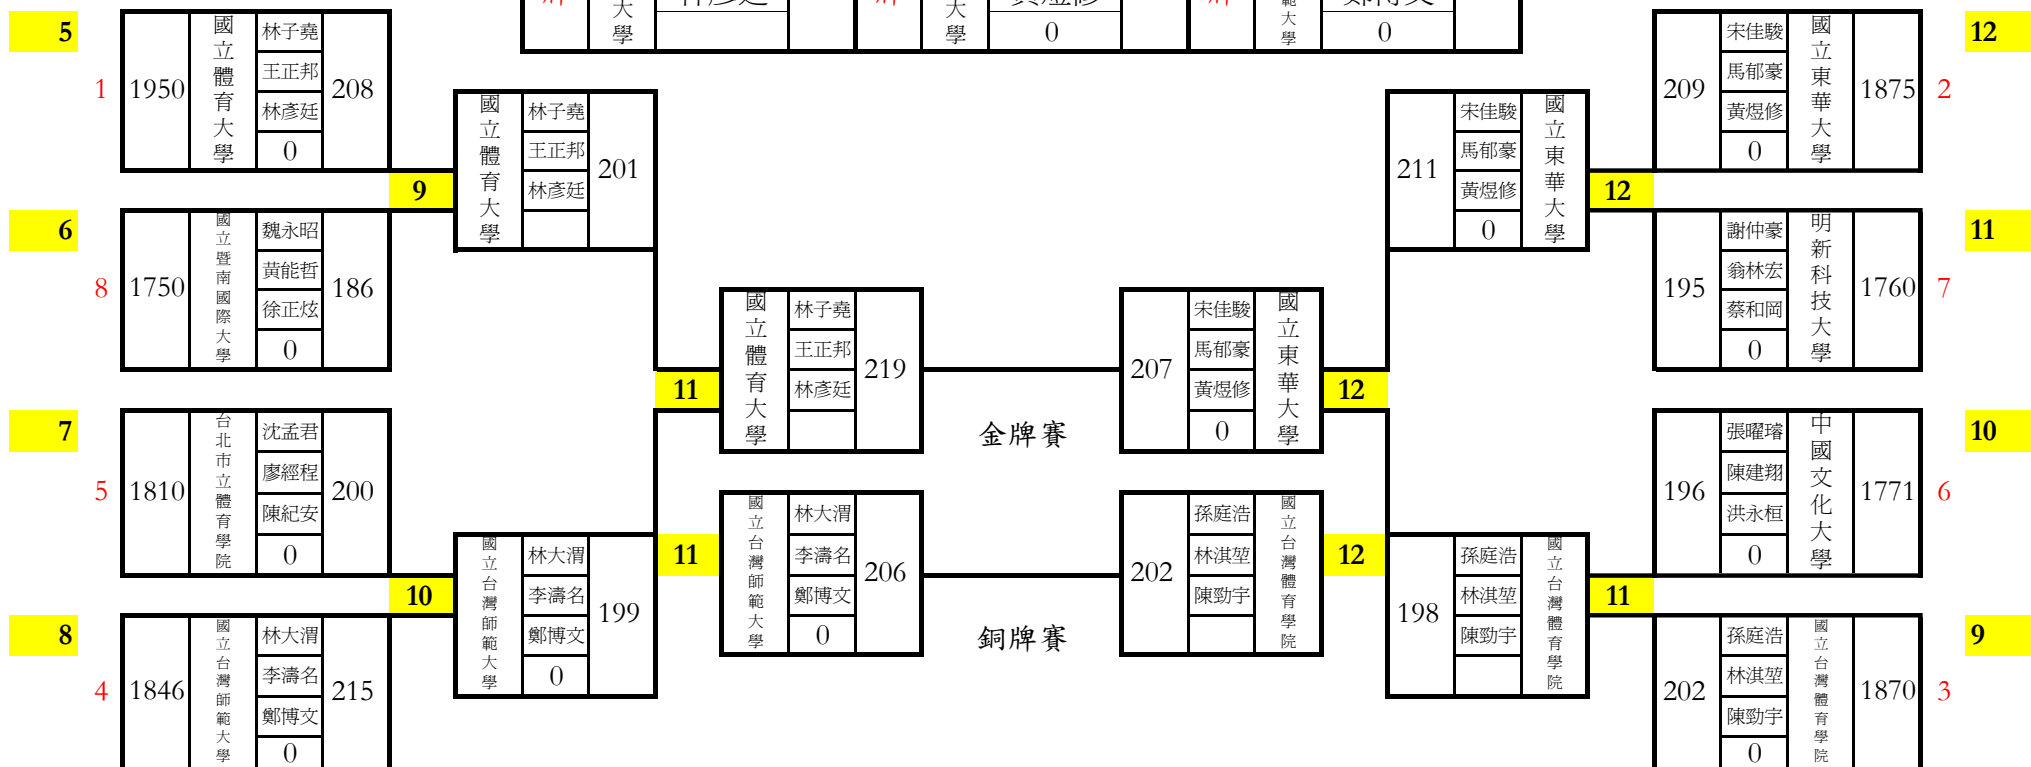 大學
大學
0
範大學
0
5
1
1950
國立體育大學
林子堯
王正邦
林彥廷
0
208
6
8
1750
國立暨南國際大學
魏永昭
黃能哲
徐正炫
0
186
7
5
1810
台北市立體育學院
沈孟君
廖經程
陳紀安
0
200
8
4
1846
國立台灣師範大學
林大渭
李濤名
鄭博文
0
215
9
國立體育大學
林子堯
王正邦
林彥廷
201
10
國立台灣師範大學
林大渭
李濤名
鄭博文
0
199
11
國立體育大學
林子堯
王正邦
林彥廷
219
金牌賽
207
宋佳駿
馬郁豪
黃煜修
0
國立東華大學
12
11
國立台灣師範大學
林大渭
李濤名
鄭博文
0
206
銅牌賽
202
孫庭浩
林淇堃
陳勁宇
國立台灣體育學院
12
211
宋佳駿
馬郁豪
黃煜修
0
國立東華大學
12
198
孫庭浩
林淇堃
陳勁宇
國立台灣體育學院
11
209
宋佳駿
馬郁豪
黃煜修
0
國立東華大學
1875
2
12
195
謝仲豪
翁林宏
蔡和岡
0
明新科技大學
1760
7
11
196
張曜璿
陳建翔
洪永桓
0
中國文化大學
1771
6
10
202
孫庭浩
林淇堃
陳勁宇
0
國立台灣體育學院
1870
3
9